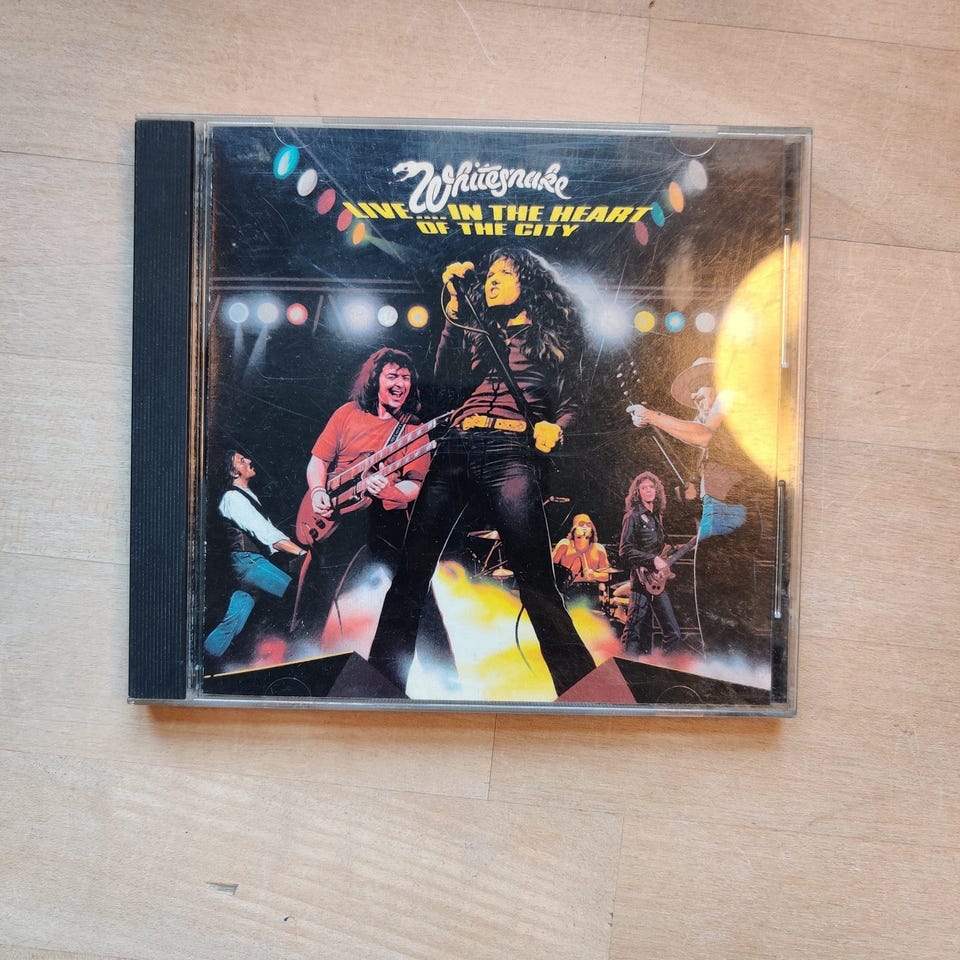 Whitesnake
LIVE.... IN THE HEART
OF THE CITY